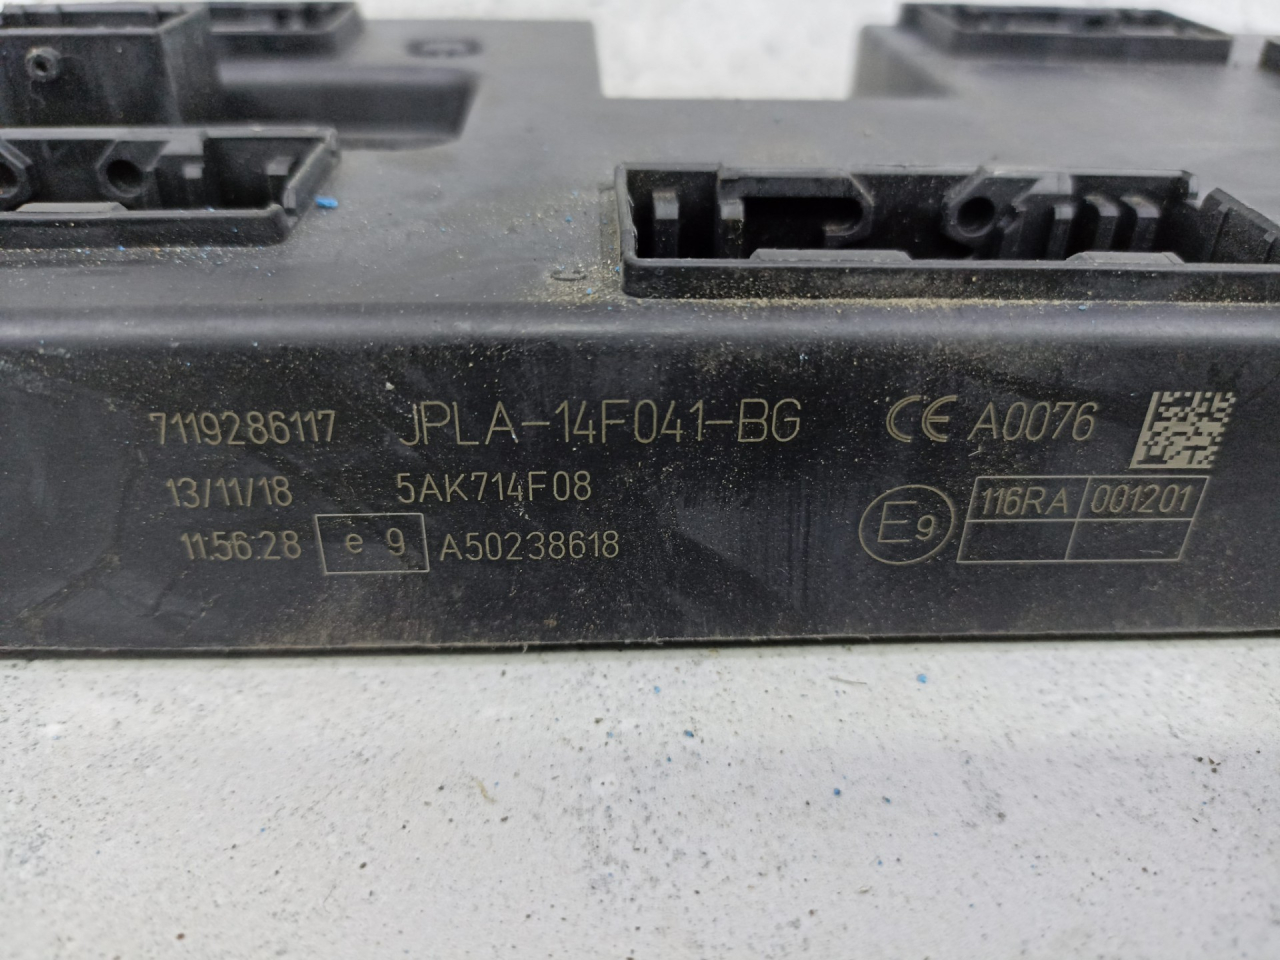 7119286117 JPLA-14F041-BG CE A0076
13/11/18 5AK714F08 116RA 001201
11:56:28 e 9 A50238618 E9